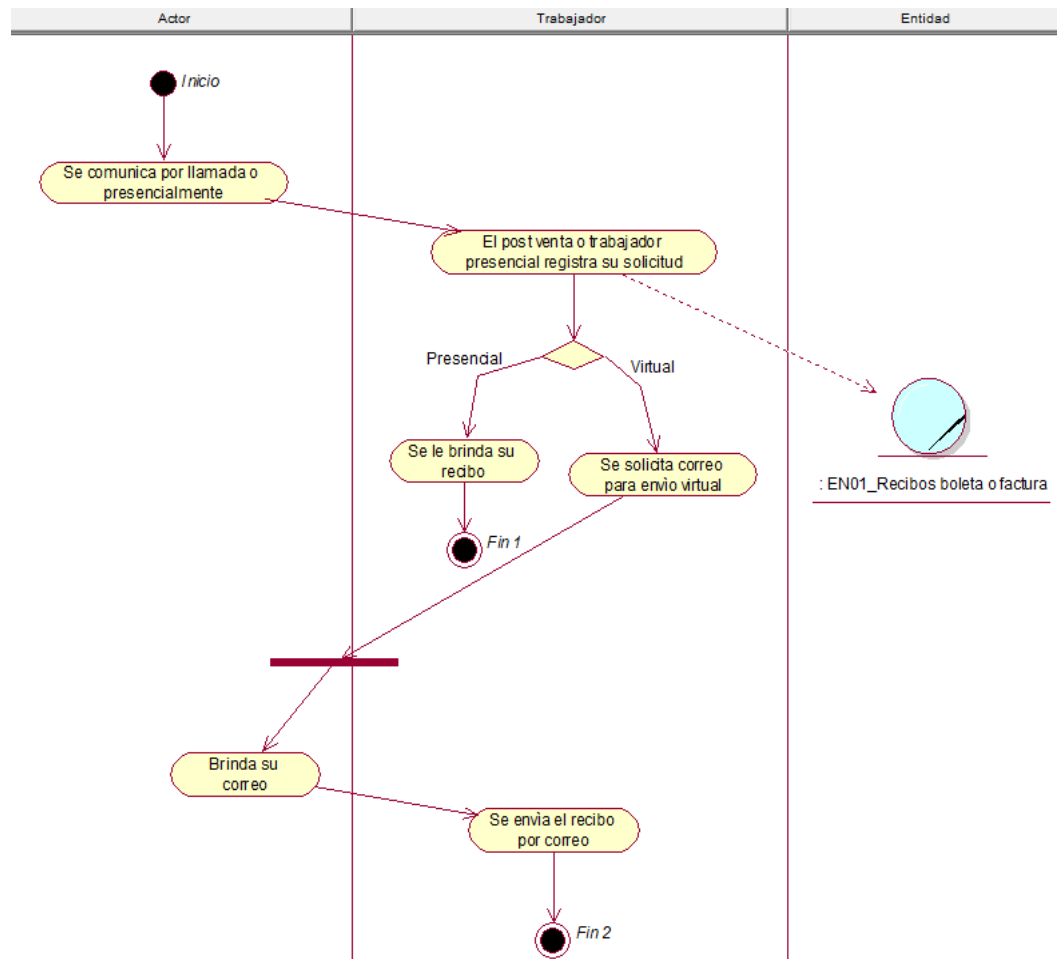 Actor
Trabajador
Entidad
Inicio
Se comunica por llamada o
presencialmente
El post venta o trabajador
presencial registra su solicitud
Presencial
Virtual
Se le brinda su
recibo
Se solicita correo
para envìo virtual
: EN01_Recibos boleta o factura
Fin 1
Brinda su
correo
Se envìa el recibo
por correo
Fin 2